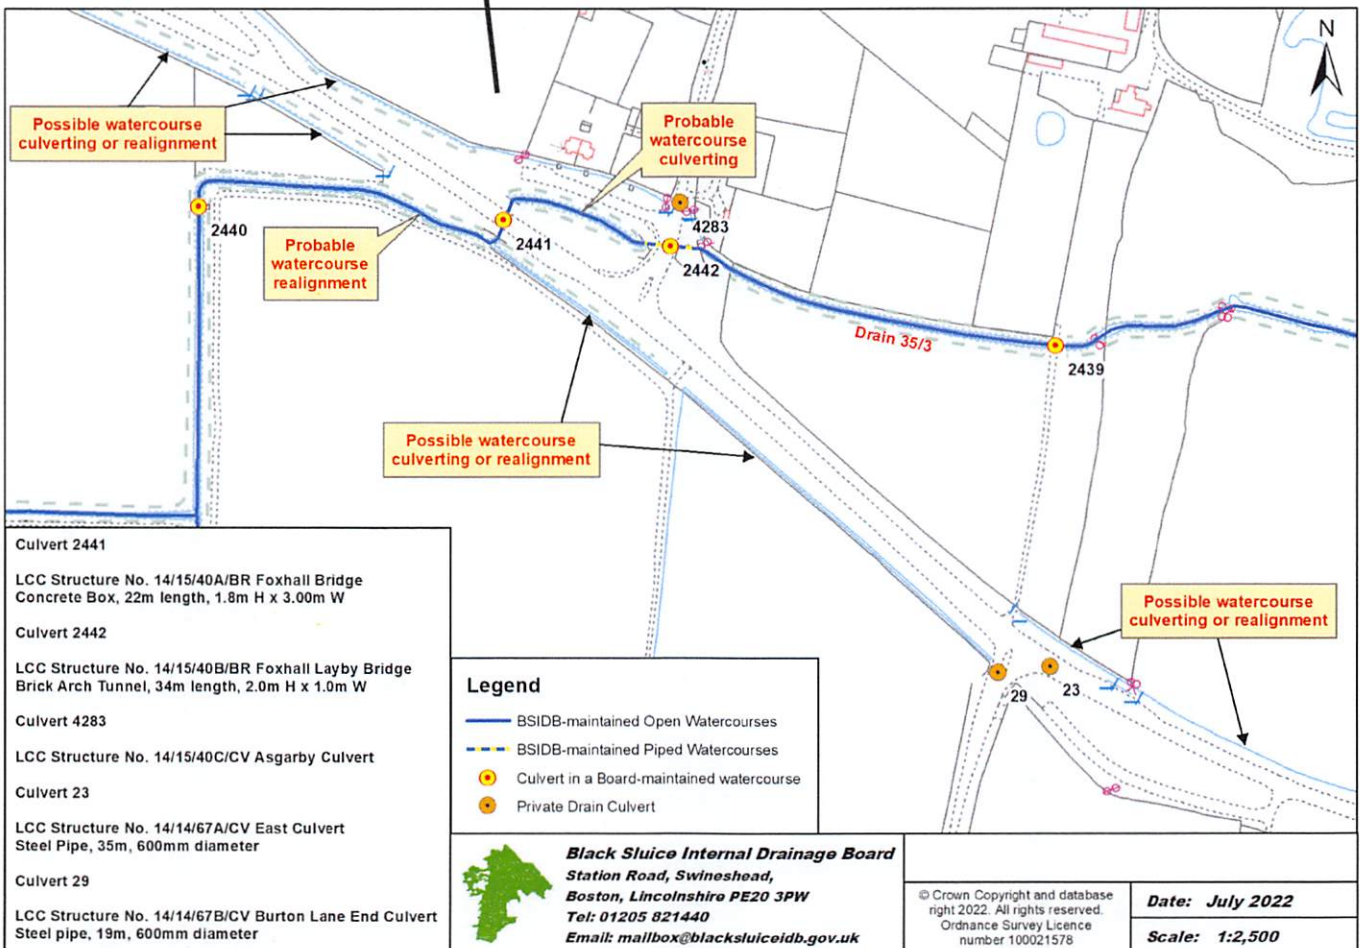 N
Possible watercourse
culverting or realignment
Probable
watercourse
culverting
2440
Probable
watercourse
realignment
2441
4283
2442
Drain 35/3
2439
Possible watercourse
culverting or realignment
Possible watercourse
culverting or realignment
29
23
Culvert 2441
LCC Structure No. 14/15/40A/BR Foxhall Bridge
Concrete Box, 22m length, 1.8m H x 3.00m W
Culvert 2442
LCC Structure No. 14/15/40B/BR Foxhall Layby Bridge
Brick Arch Tunnel, 34m length, 2.0m H x 1.0m W
Culvert 4283
LCC Structure No. 14/15/40C/CV Asgarby Culvert
Culvert 23
LCC Structure No. 14/14/67A/CV East Culvert
Steel Pipe, 35m, 600mm diameter
Culvert 29
LCC Structure No. 14/14/67B/CV Burton Lane End Culvert
Steel pipe, 19m, 600mm diameter
Legend
BSIDB-maintained Open Watercourses
BSIDB-maintained Piped Watercourses
Culvert in a Board-maintained watercourse
Private Drain Culvert
Black Sluice Internal Drainage Board
Station Road, Swineshead,
Boston, Lincolnshire PE20 3PW
Tel: 01205 821440
Email: mailbox@blacksluiceidb.gov.uk
© Crown Copyright and database
right 2022. All rights reserved.
Ordnance Survey Licence
number 100021578
Date: July 2022
Scale: 1:2,500